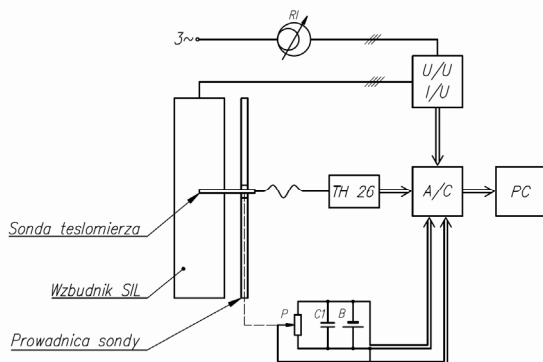 RI
3~
U/U
I/U
TH 26
A/C
PC
Sonda teslomierza
Wzbudnik SIL
Prowadnica sondy
P
C1
B